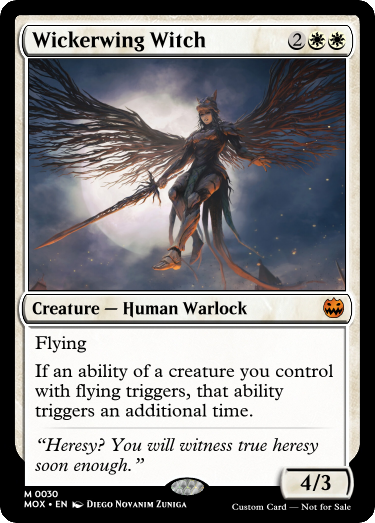 Wickerwing Witch 2
Creature — Human Warlock
Flying
If an ability of a creature you control
with flying triggers, that ability
triggers an additional time.
“Heresy? You will witness true heresy
soon enough.”
4/3
M 0030
MOX • EN Diego Novanim Zuniga
Custom Card — Not for Sale